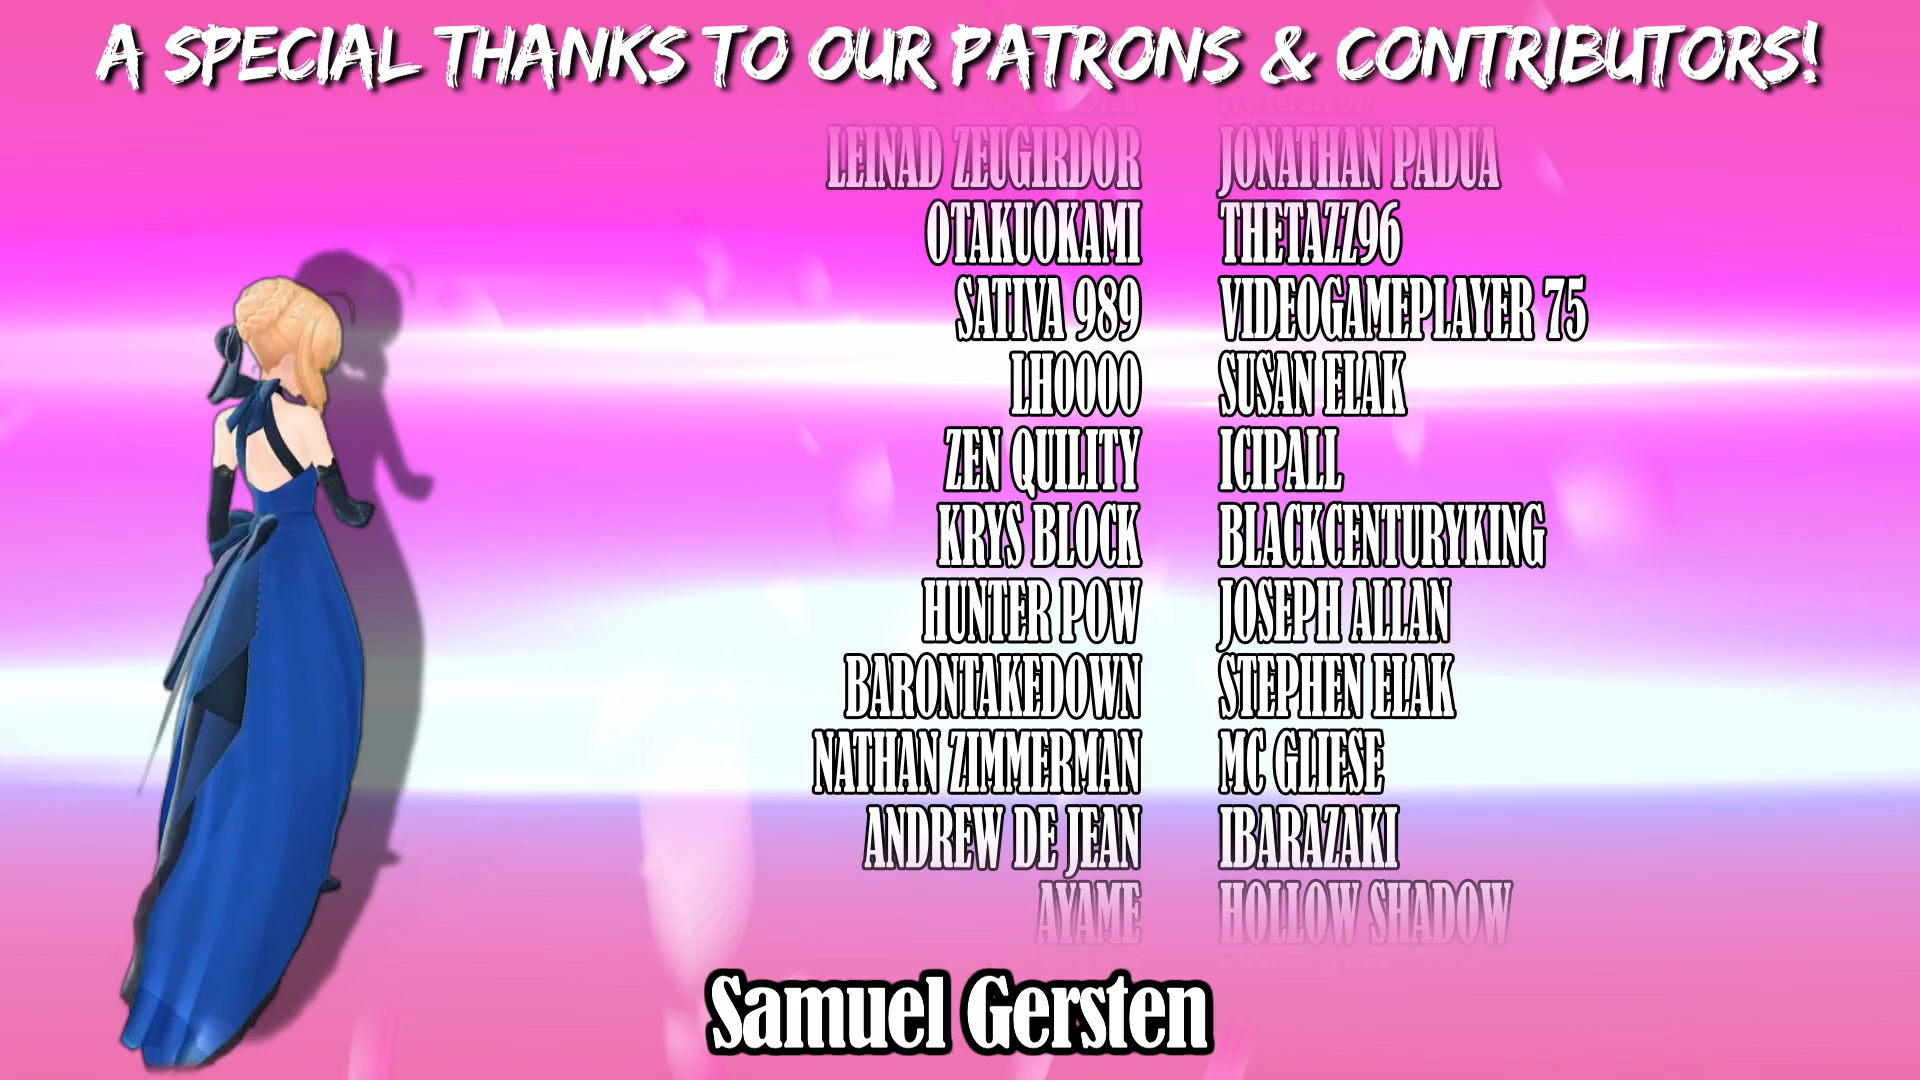 A SPECIAL THANKS TO OUR PATRONS & CONTRIBUTORS!
LEINAD ZEUGIRDOR JONATHAN PADUA
OTAKUOKAMI THETAZZ96
SATIVA 989 VIDEOGAMEPLAYER 75
LH0000 SUSAN ELAK
ZEN QUILITY ICIPALL
KRYS BLOCK BLACKCENTURYKING
HUNTER POW JOSEPH ALLAN
BARONTAKEDOWN STEPHEN ELAK
NATHAN ZIMMERMAN MC GLIESE
ANDREW DE JEAN IBARAZAKI
AYAME HOLLOW SHADOW
Samuel Gersten